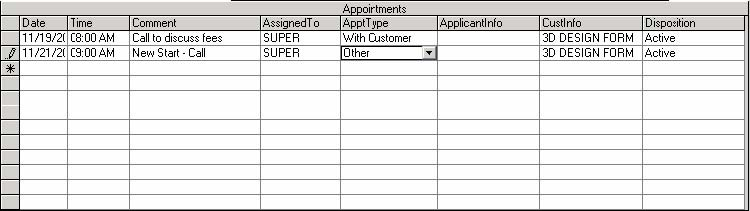 Appointments
Date Time Comment AssignedTo ApptType ApplicantInfo CustInfo Disposition
11/19/20 08:00 AM Call to discuss fees SUPER With Customer 3D DESIGN FORM Active
11/21/20 09:00 AM New Start - Call SUPER Other 3D DESIGN FORM Active